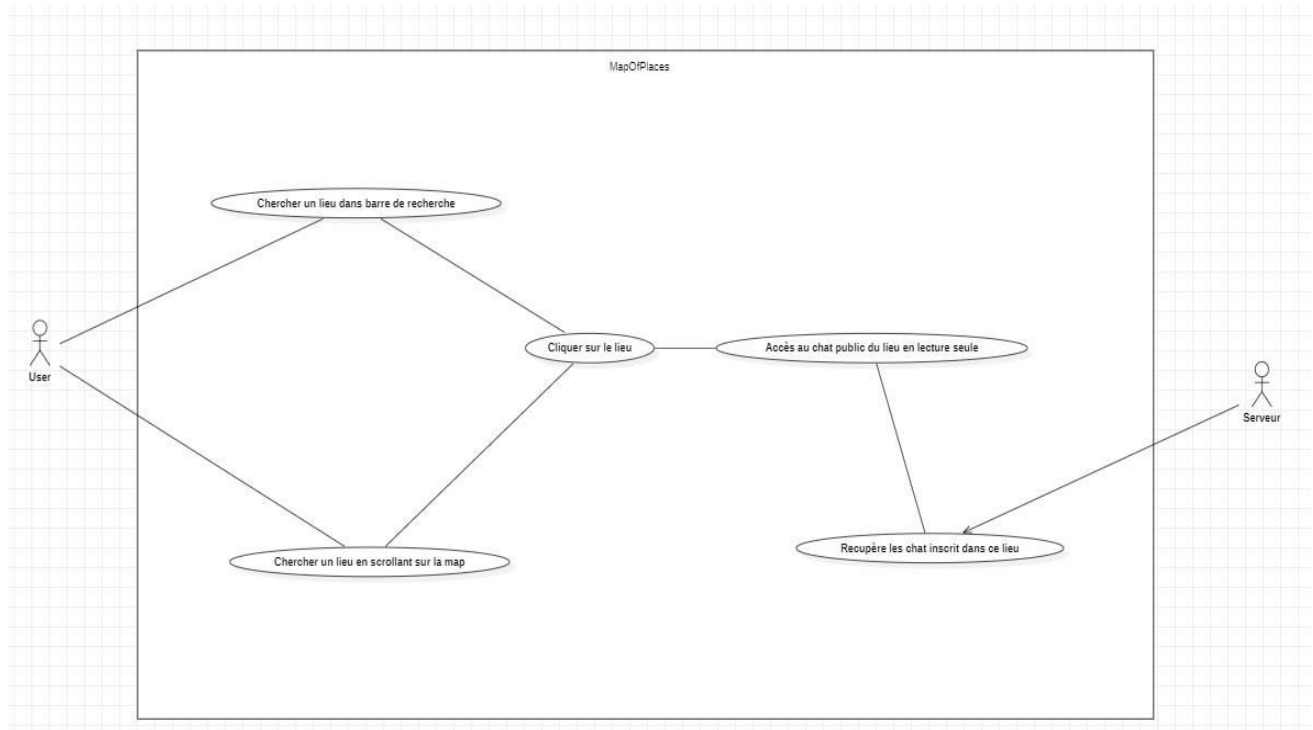 MapOfPlaces
Chercher un lieu dans barre de recherche
Cliquer sur le lieu
Accès au chat public du lieu en lecture seule
User
Serveur
Recupère les chat inscrit dans ce lieu
Chercher un lieu en scrollant sur la map